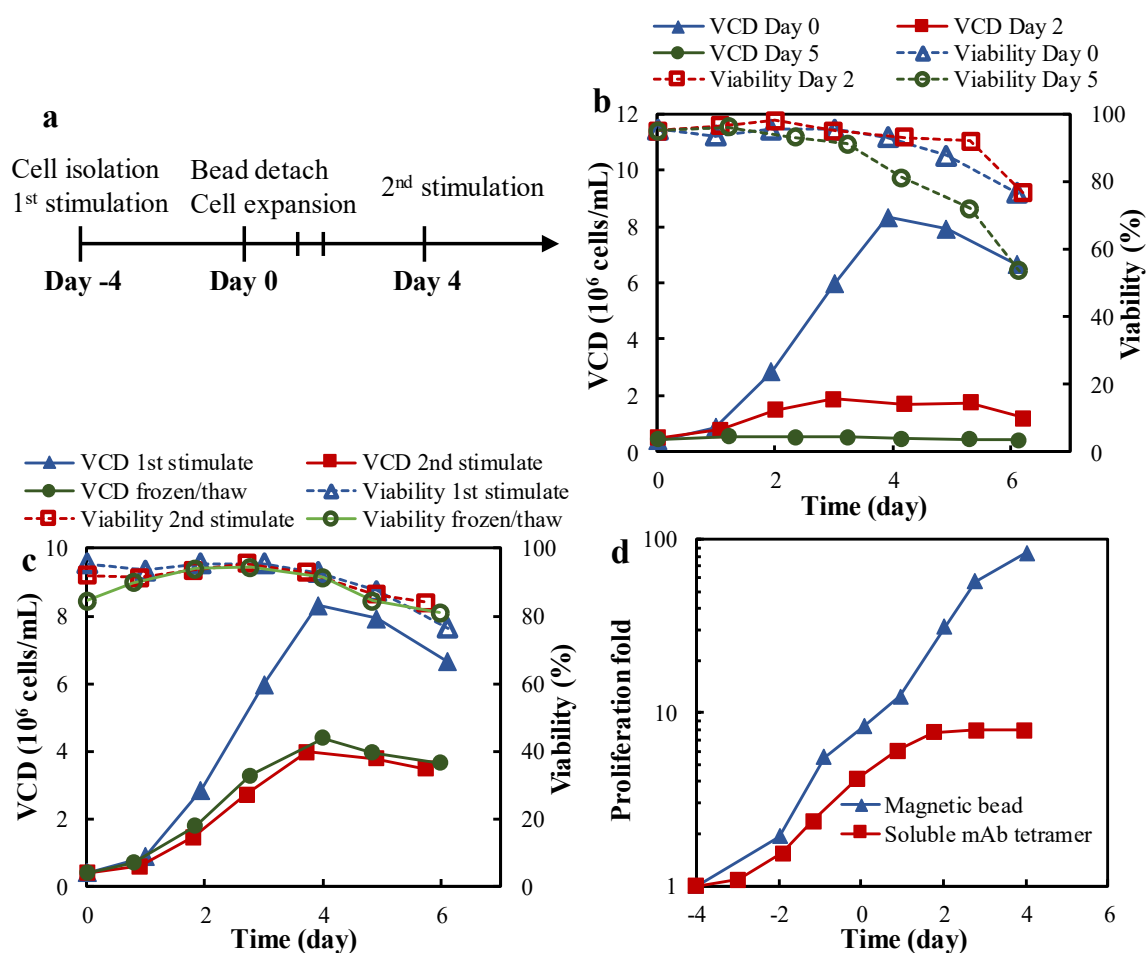 a
Cell isolation
1st stimulation
Bead detach
Cell expansion
2nd stimulation
Day -4
Day 0
Day 4
VCD Day 0
VCD Day 2
VCD Day 5
Viability Day 0
Viability Day 2
Viability Day 5
b
12
10
8
6
4
2
0
VCD (10⁶ cells/mL)
100
80
60
40
20
0
Viability (%)
0
2
4
6
Time (day)
VCD 1st stimulate
VCD 2nd stimulate
VCD frozen/thaw
Viability 1st stimulate
Viability 2nd stimulate
Viability frozen/thaw
c
10
8
6
4
2
0
VCD (10⁶ cells/mL)
100
80
60
40
20
0
Viability (%)
0
2
4
6
Time (day)
d
100
10
1
Proliferation fold
Magnetic bead
Soluble mAb tetramer
-4
-2
0
2
4
6
Time (day)